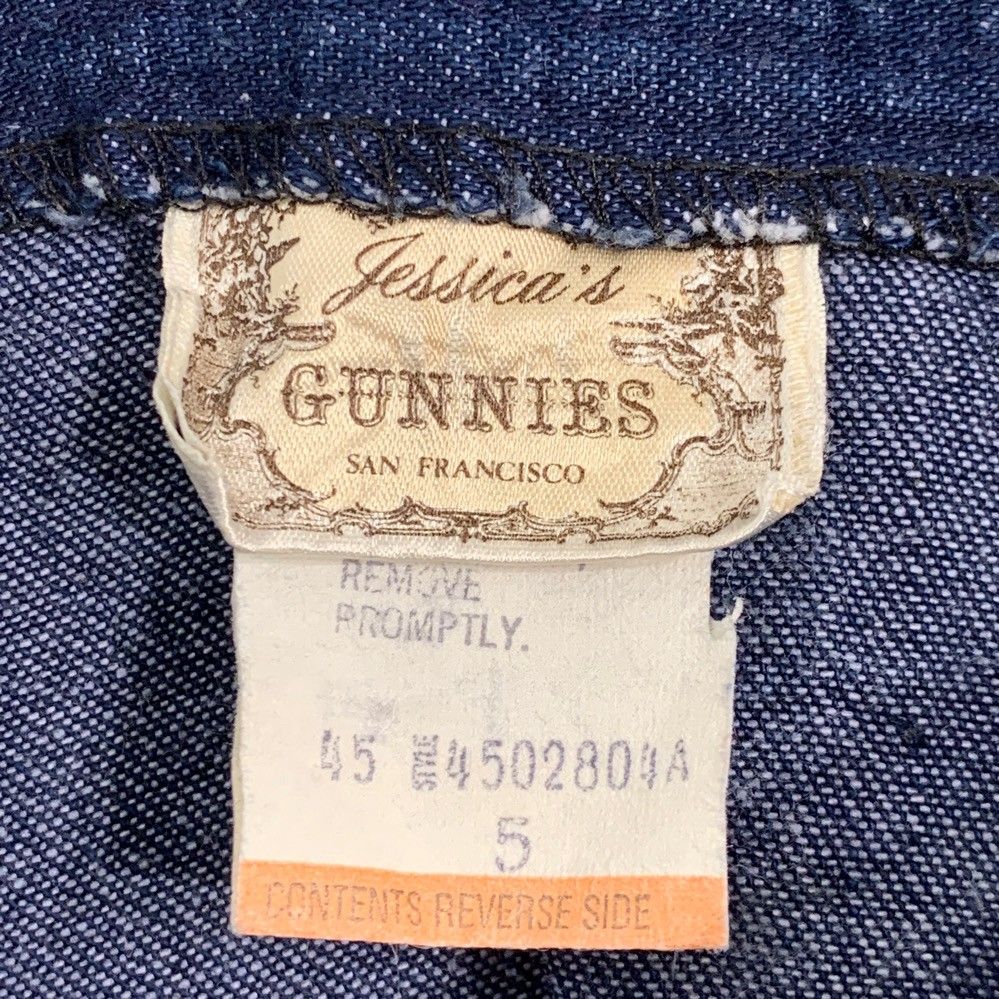 Jessica's
GUNNIES
SAN FRANCISCO
REMOVE
PROMPTLY.
45 STYLE 4502804A
5
CONTENTS REVERSE SIDE